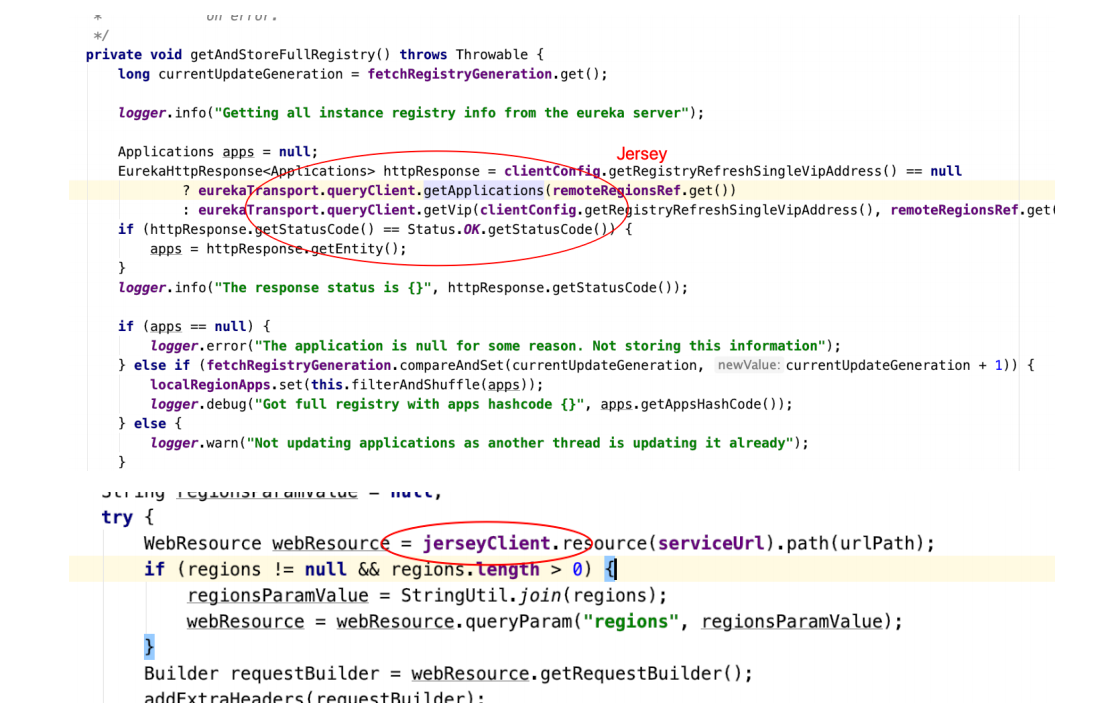 *              on error.
*/
private void getAndStoreFullRegistry() throws Throwable {
long currentUpdateGeneration = fetchRegistryGeneration.get();
logger.info("Getting all instance registry info from the eureka server");
Jersey
Applications apps = null;
EurekaHttpResponse<Applications> httpResponse = clientConfig.getRegistryRefreshSingleVipAddress() == null
? eurekaTransport.queryClient.getApplications(remoteRegionsRef.get())
: eurekaTransport.queryClient.getVip(clientConfig.getRegistryRefreshSingleVipAddress(), remoteRegionsRef.get(
if (httpResponse.getStatusCode() == Status.OK.getStatusCode()) {
apps = httpResponse.getEntity();
}
logger.info("The response status is {}", httpResponse.getStatusCode());
if (apps == null) {
logger.error("The application is null for some reason. Not storing this information");
} else if (fetchRegistryGeneration.compareAndSet(currentUpdateGeneration, newValue: currentUpdateGeneration + 1)) {
localRegionApps.set(this.filterAndShuffle(apps));
logger.debug("Got full registry with apps hashcode {}", apps.getAppsHashCode());
} else {
logger.warn("Not updating applications as another thread is updating it already");
}
String regionsParamValue = null;
try {
WebResource webResource = jerseyClient.resource(serviceUrl).path(urlPath);
if (regions != null && regions.length > 0) {
regionsParamValue = StringUtil.join(regions);
webResource = webResource.queryParam("regions", regionsParamValue);
}
Builder requestBuilder = webResource.getRequestBuilder();
addExtraHeaders(requestBuilder);